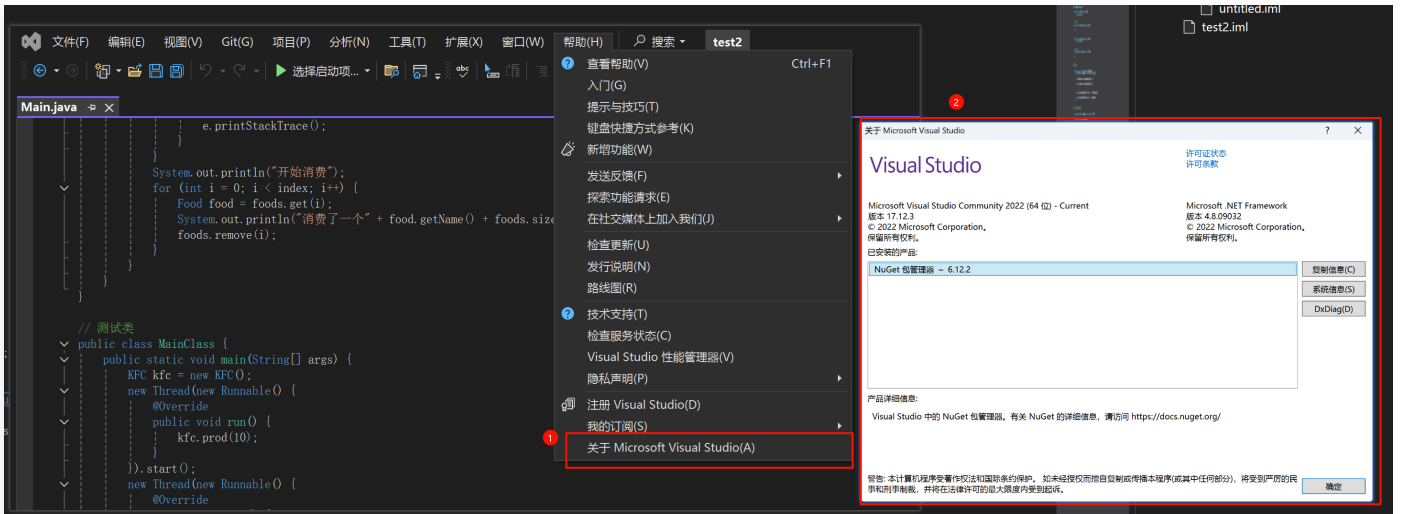 untitled.iml
test2.iml
文件(F) 编辑(E) 视图(V) Git(G) 项目(P) 分析(N) 工具(T) 扩展(X) 窗口(W) 帮助(H) 搜索 test2
选择启动项...
Main.java
e.printStackTrace();
}
}
System.out.println("开始消费");
for (int i = 0; i < index; i++) {
Food food = foods.get(i);
System.out.println("消费了一个" + food.getName() + foods.size
foods.remove(i);
}
}
}
}
// 测试类
public class MainClass {
public static void main(String[] args) {
KFC kfc = new KFC();
new Thread(new Runnable() {
@Override
public void run() {
kfc.prod(10);
}
}).start();
new Thread(new Runnable() {
@Override
查看帮助(V) Ctrl+F1
入门(G)
提示与技巧(T)
键盘快捷方式参考(K)
新增功能(W)
发送反馈(F)
探索功能请求(E)
在社交媒体上加入我们(J)
检查更新(U)
发行说明(N)
路线图(R)
技术支持(T)
检查服务状态(C)
Visual Studio 性能管理器(V)
隐私声明(P)
注册 Visual Studio(D)
我的订阅(S)
1
关于 Microsoft Visual Studio(A)
2
关于 Microsoft Visual Studio
Visual Studio
许可证状态
许可条款
Microsoft Visual Studio Community 2022 (64 位) - Current
版本 17.12.3
© 2022 Microsoft Corporation。
保留所有权利。
Microsoft .NET Framework
版本 4.8.09032
© 2022 Microsoft Corporation。
保留所有权利。
已安装的产品:
NuGet 包管理器 - 6.12.2
复制信息(C)
系统信息(S)
DxDiag(D)
产品详细信息:
Visual Studio 中的 NuGet 包管理器。有关 NuGet 的详细信息，请访问 https://docs.nuget.org/
警告: 本计算机程序受著作权法和国际条约保护。 如未经授权而擅自复制或传播本程序(或其中任何部分)，将受到严厉的民
事和刑事制裁，并将在法律许可的最大限度内受到起诉。
确定